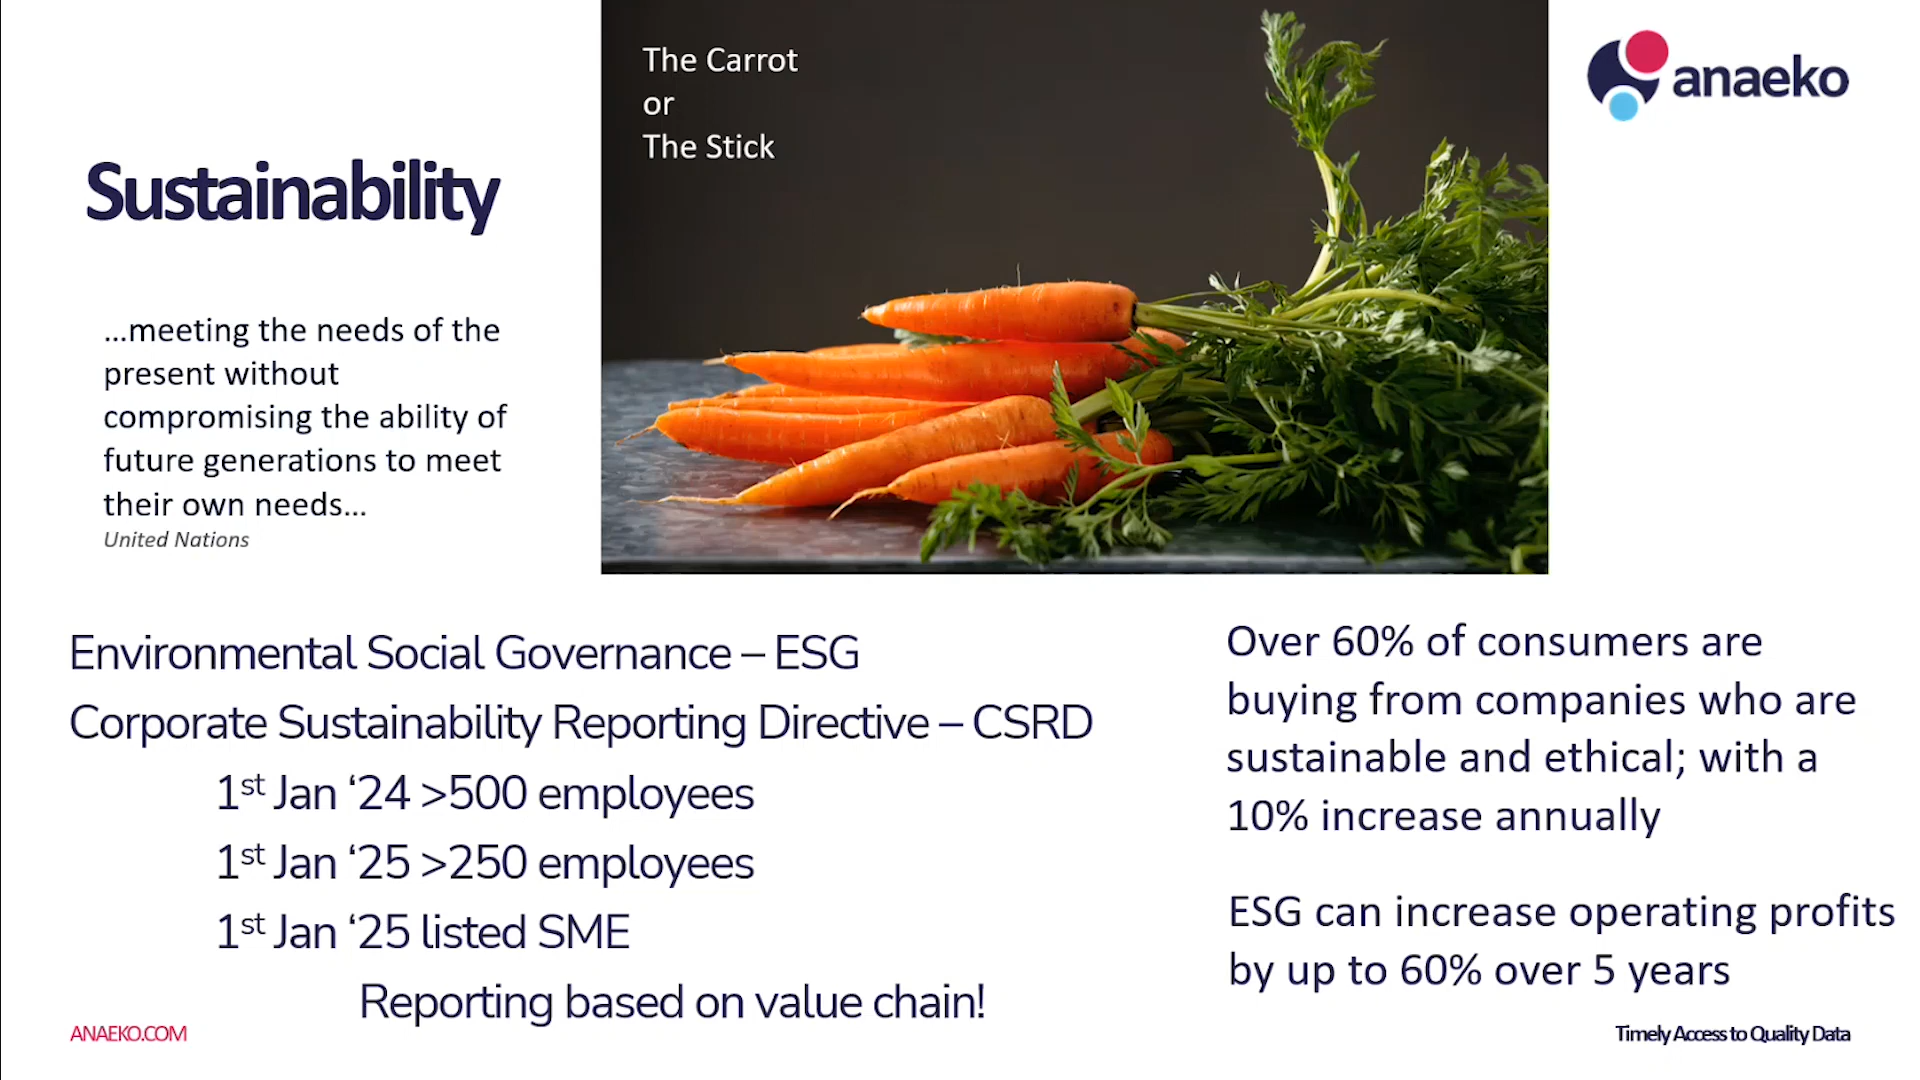 The Carrot
or
The Stick
anaeko
Sustainability
...meeting the needs of the
present without
compromising the ability of
future generations to meet
their own needs...
United Nations
Environmental Social Governance – ESG
Corporate Sustainability Reporting Directive – CSRD
1st Jan ‘24 >500 employees
1st Jan ‘25 >250 employees
1st Jan ‘25 listed SME
Reporting based on value chain!
Over 60% of consumers are
buying from companies who are
sustainable and ethical; with a
10% increase annually
ESG can increase operating profits
by up to 60% over 5 years
ANAEKO.COM
Timely Access to Quality Data